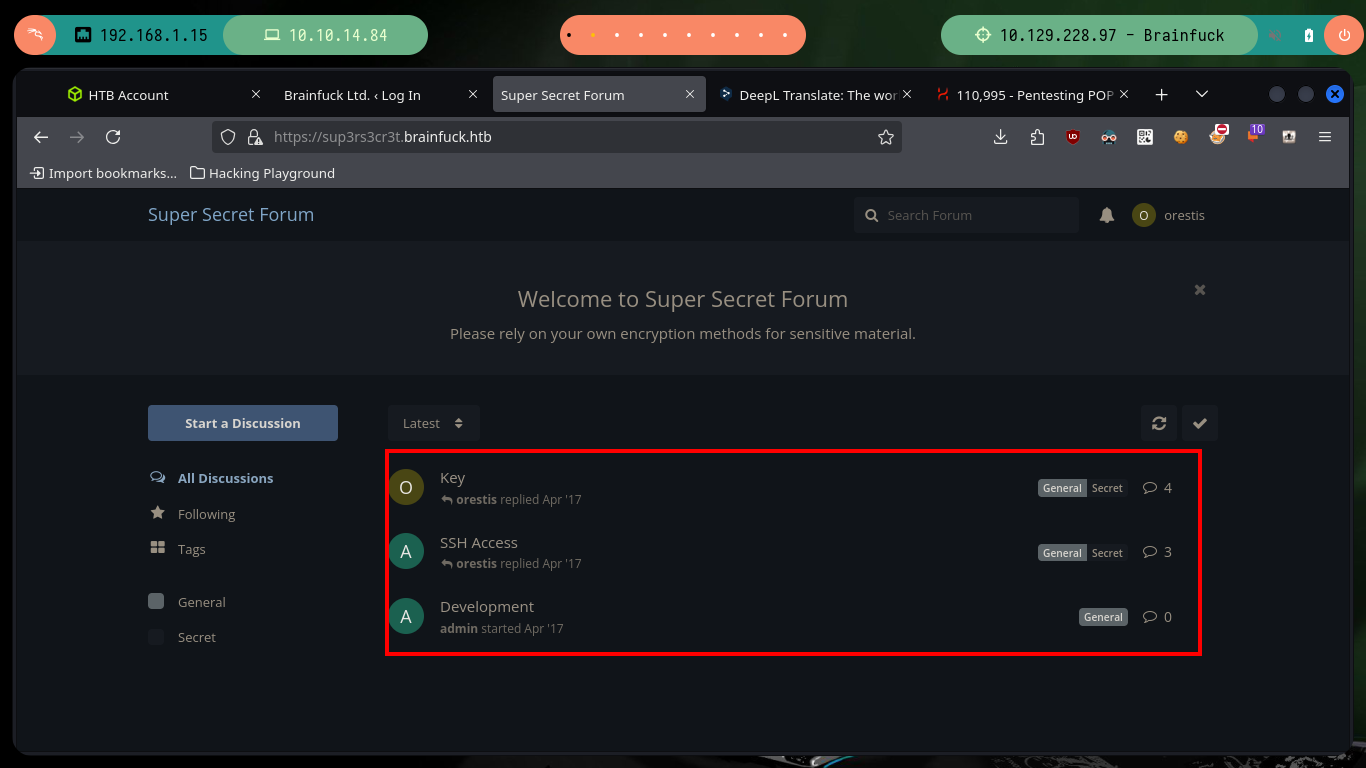 192.168.1.15 10.10.14.84 10.129.228.97 - Brainfuck
HTB Account Brainfuck Ltd. ‹ Log In Super Secret Forum DeepL Translate: The wor 110,995 - Pentesting POP
https://sup3rs3cr3t.brainfuck.htb 10
Import bookmarks... Hacking Playground
Super Secret Forum Search Forum O orestis
Welcome to Super Secret Forum
Please rely on your own encryption methods for sensitive material.
Start a Discussion Latest
All Discussions
Following
Tags
General
Secret
O Key General Secret 4
orestis replied Apr '17
A SSH Access General Secret 3
orestis replied Apr '17
A Development General 0
admin started Apr '17